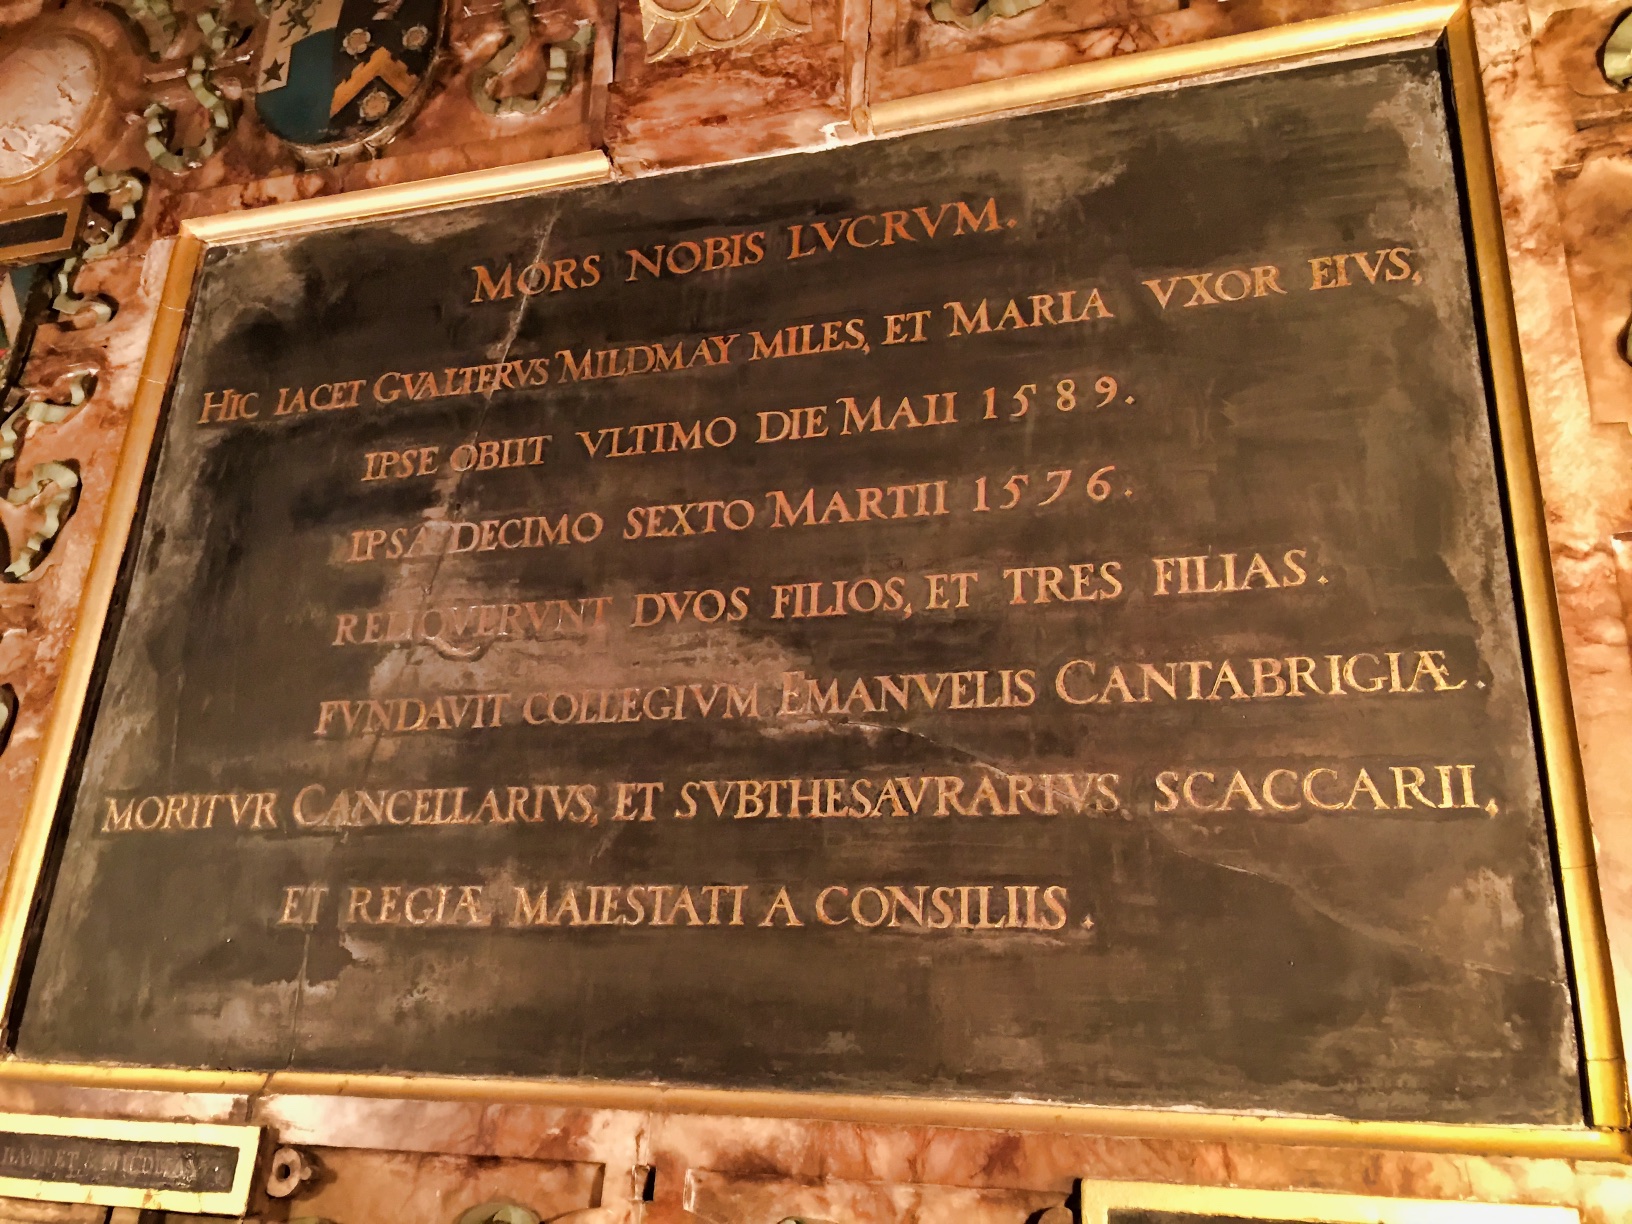 MORS NOBIS LVCRVM.
HIC IACET GVALTERVS MILDMAY MILES, ET MARIA VXOR EIVS,
IPSE OBIIT VLTIMO DIE MAII 1589.
IPSA DECIMO SEXTO MARTII 1576.
RELIQVERVNT DVOS FILIOS, ET TRES FILIAS.
FVNDAVIT COLLEGIVM EMANVELIS CANTABRIGIÆ.
MORITVR CANCELLARIVS, ET SVBTHESAVRARIVS SCACCARII,
ET REGIÆ MAIESTATI A CONSILIIS.